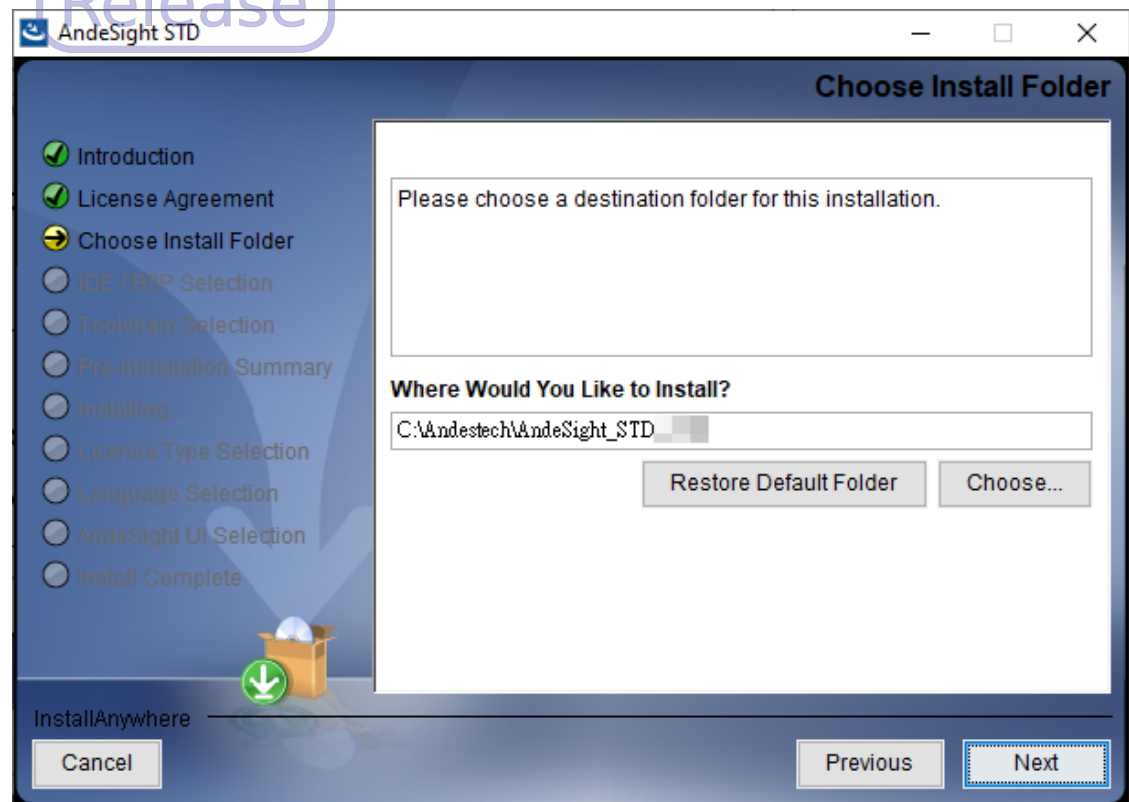 Release
AndeSight STD
Choose Install Folder
Introduction
License Agreement
Choose Install Folder
IDE / BSP Selection
Toolchain Selection
Pre-Installation Summary
Installing...
License Type Selection
Language Selection
AndeSight UI Selection
Install Complete
Please choose a destination folder for this installation.
Where Would You Like to Install?
C:\Andestech\AndeSight_STD
Restore Default Folder
Choose...
InstallAnywhere
Cancel
Previous
Next